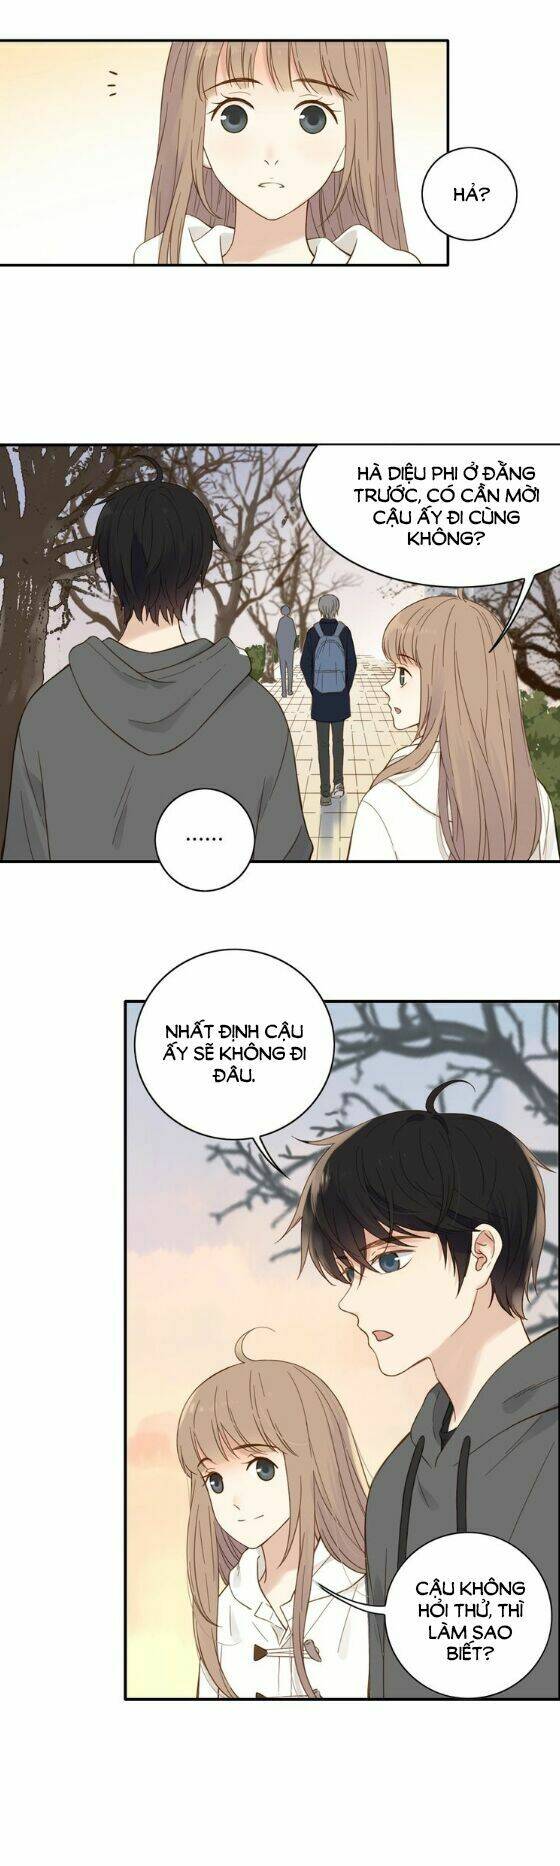 HẢ?
HÀ DIỆU PHI Ở ĐẰNG
TRƯỚC, CÓ CẦN MỜI
CẬU ẤY ĐI CÙNG
KHÔNG?
......
NHẤT ĐỊNH CẬU
ẤY SẼ KHÔNG ĐI
ĐÂU.
CẬU KHÔNG
HỎI THỬ, THÌ
LÀM SAO
BIẾT?